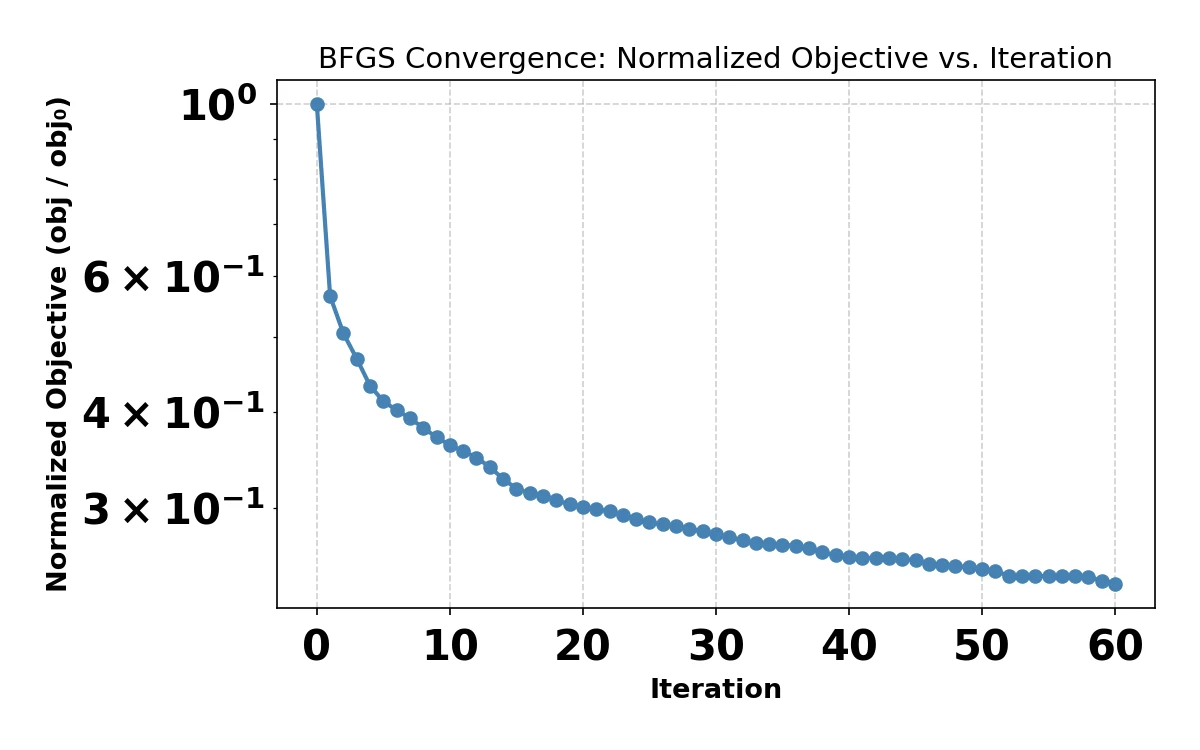 BFGS Convergence: Normalized Objective vs. Iteration
Normalized Objective (obj / obj₀)
10⁰
6 × 10⁻¹
4 × 10⁻¹
3 × 10⁻¹
0 10 20 30 40 50 60
Iteration